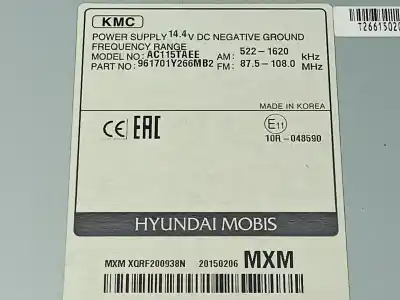 KMC
POWER SUPPLY 14.4V DC NEGATIVE GROUND
FREQUENCY RANGE
MODEL NO: AC115TAEE AM: 522-1620 kHz
PART NO: 961701Y266MB2 FM: 87.5-108.0 MHz
MADE IN KOREA
CE EAC E11
10R-048590
HYUNDAI MOBIS
MXM XQRF200938N 20150206 MXM